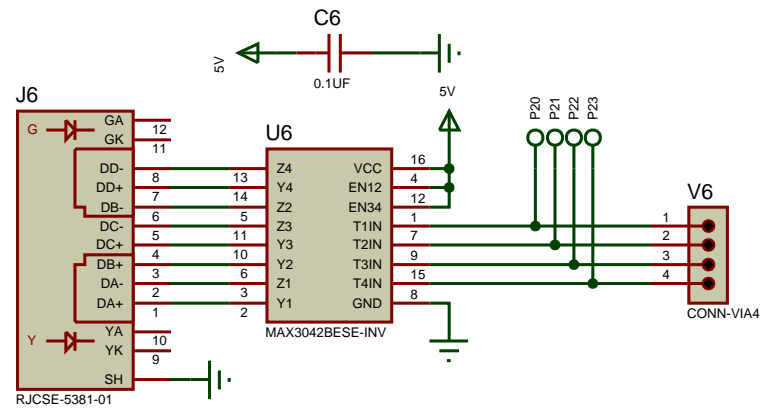 C6
5V
0.1UF
5V
J6
GA
12
G
GK
11
DD-
8
DD+
7
DB-
6
DC-
5
DC+
4
DB+
3
DA-
2
DA+
1
YA
10
Y
YK
9
SH
RJCSE-5381-01
U6
13
Z4
VCC
16
14
Y4
EN12
4
5
Z2
EN34
12
11
Z3
T1IN
1
10
Y3
T2IN
7
6
Y2
T3IN
9
3
Z1
T4IN
15
2
Y1
GND
8
MAX3042BESE-INV
P20
P21
P22
P23
V6
1
2
3
4
CONN-VIA4